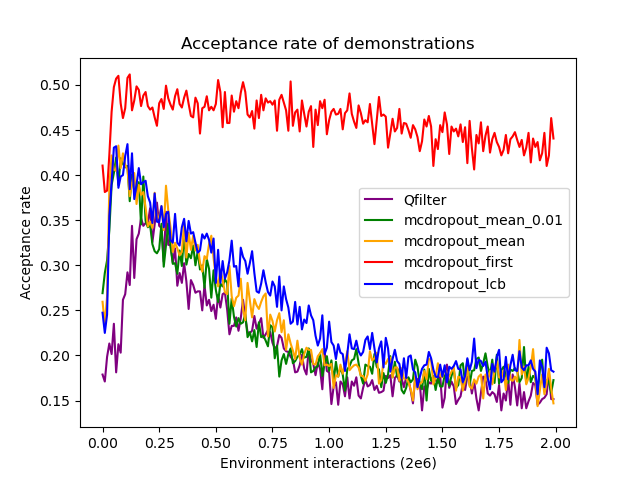 Acceptance rate of demonstrations
Acceptance rate
0.50
0.45
0.40
0.35
0.30
0.25
0.20
0.15
Qfilter
mcdropout_mean_0.01
mcdropout_mean
mcdropout_first
mcdropout_lcb
0.00 0.25 0.50 0.75 1.00 1.25 1.50 1.75 2.00
Environment interactions (2e6)